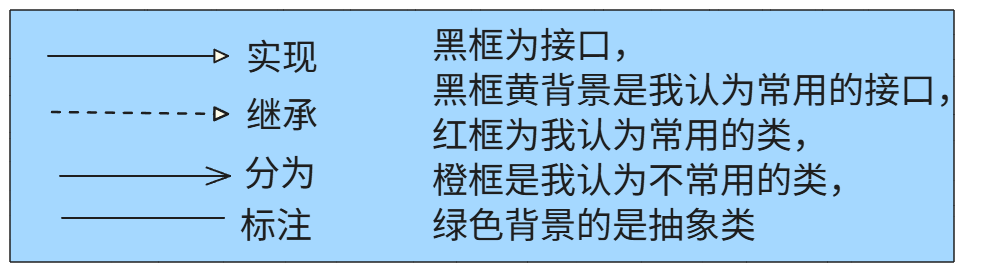 实现
继承
分为
标注
黑框为接口，
黑框黄背景是我认为常用的接口，
红框为我认为常用的类，
橙框是我认为不常用的类，
绿色背景的是抽象类